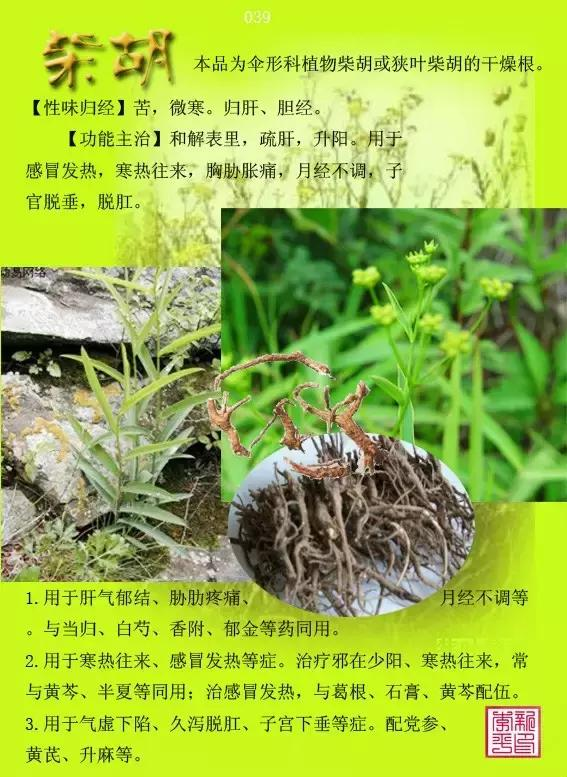 039
柴胡
本品为伞形科植物柴胡或狭叶柴胡的干燥根。
【性味归经】苦，微寒。归肝、胆经。
【功能主治】和解表里，疏肝，升阳。用于
感冒发热，寒热往来，胸胁胀痛，月经不调，子
宫脱垂，脱肛。
1.用于肝气郁结、胁肋疼痛、月经不调等
。与当归、白芍、香附、郁金等药同用。
2.用于寒热往来、感冒发热等症。治疗邪在少阳、寒热往来，常
与黄芩、半夏等同用；治感冒发热，与葛根、石膏、黄芩配伍。
3.用于气虚下陷、久泻脱肛、子宫下垂等症。配党参、
黄芪、升麻等。